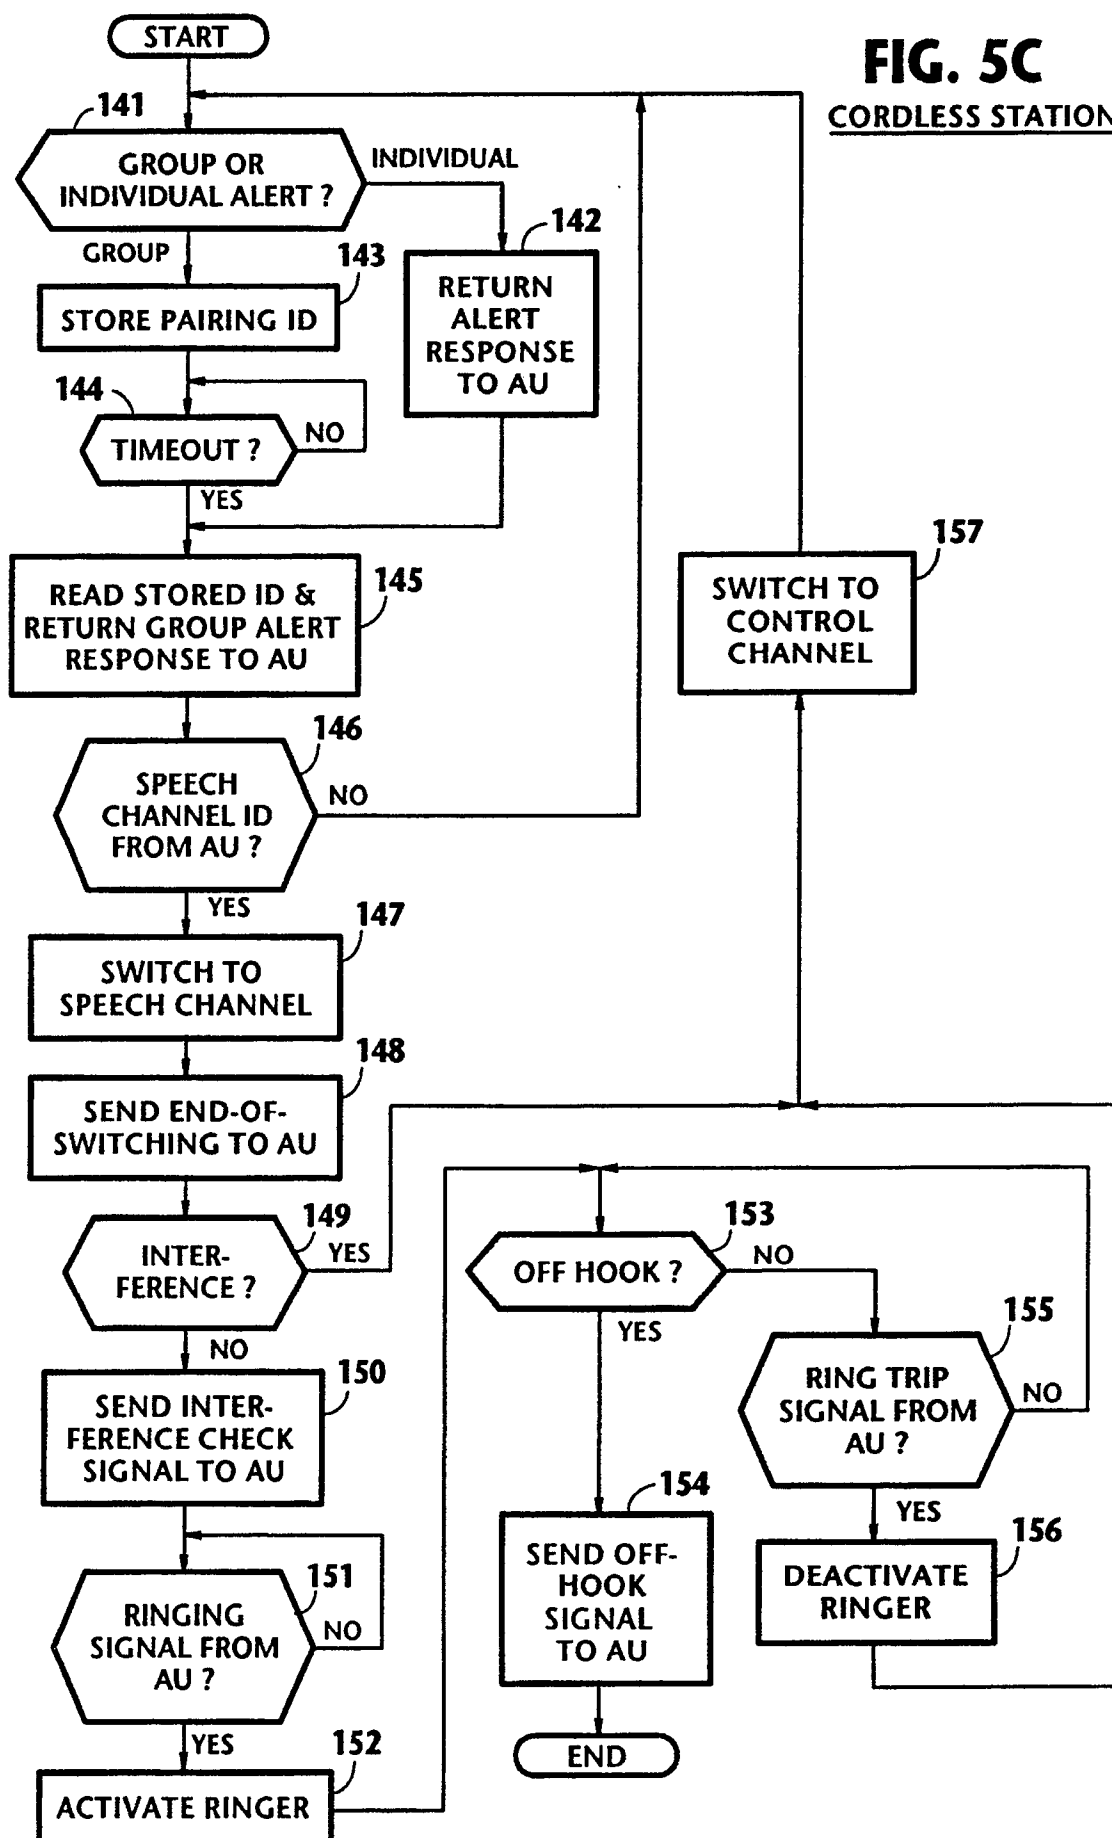 START
FIG. 5C
CORDLESS STATION
141
GROUP OR
INDIVIDUAL ALERT ?
INDIVIDUAL
GROUP
142
RETURN
ALERT
RESPONSE
TO AU
143
STORE PAIRING ID
144
TIMEOUT ?
NO
YES
145
READ STORED ID &
RETURN GROUP ALERT
RESPONSE TO AU
146
SPEECH
CHANNEL ID
FROM AU ?
NO
YES
147
SWITCH TO
SPEECH CHANNEL
148
SEND END-OF-
SWITCHING TO AU
149
INTER-
FERENCE ?
YES
NO
150
SEND INTER-
FERENCE CHECK
SIGNAL TO AU
151
RINGING
SIGNAL FROM
AU ?
NO
YES
152
ACTIVATE RINGER
153
OFF HOOK ?
NO
YES
154
SEND OFF-
HOOK
SIGNAL
TO AU
END
155
RING TRIP
SIGNAL FROM
AU ?
NO
YES
156
DEACTIVATE
RINGER
157
SWITCH TO
CONTROL
CHANNEL